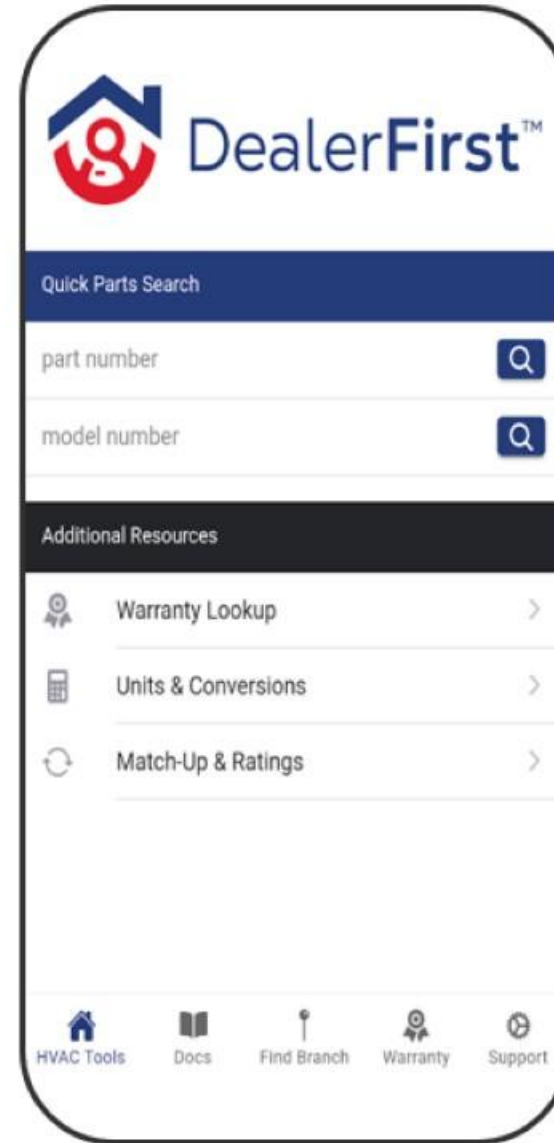 DealerFirst™
Quick Parts Search
part number
model number
Additional Resources
Warranty Lookup
Units & Conversions
Match-Up & Ratings
HVAC Tools Docs Find Branch Warranty Support